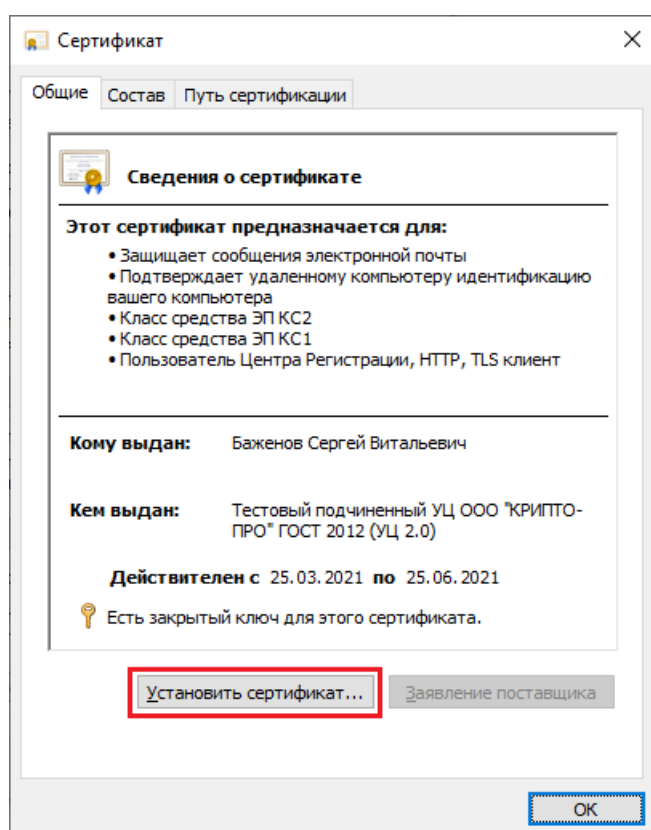 Сертификат
Общие Состав Путь сертификации
Сведения о сертификате
Этот сертификат предназначается для:
• Защищает сообщения электронной почты
• Подтверждает удаленному компьютеру идентификацию
вашего компьютера
• Класс средства ЭП КС2
• Класс средства ЭП КС1
• Пользователь Центра Регистрации, HTTP, TLS клиент
Кому выдан: Баженов Сергей Витальевич
Кем выдан: Тестовый подчиненный УЦ ООО "КРИПТО-
ПРО" ГОСТ 2012 (УЦ 2.0)
Действителен с 25.03.2021 по 25.06.2021
Есть закрытый ключ для этого сертификата.
Установить сертификат... Заявление поставщика
ОК